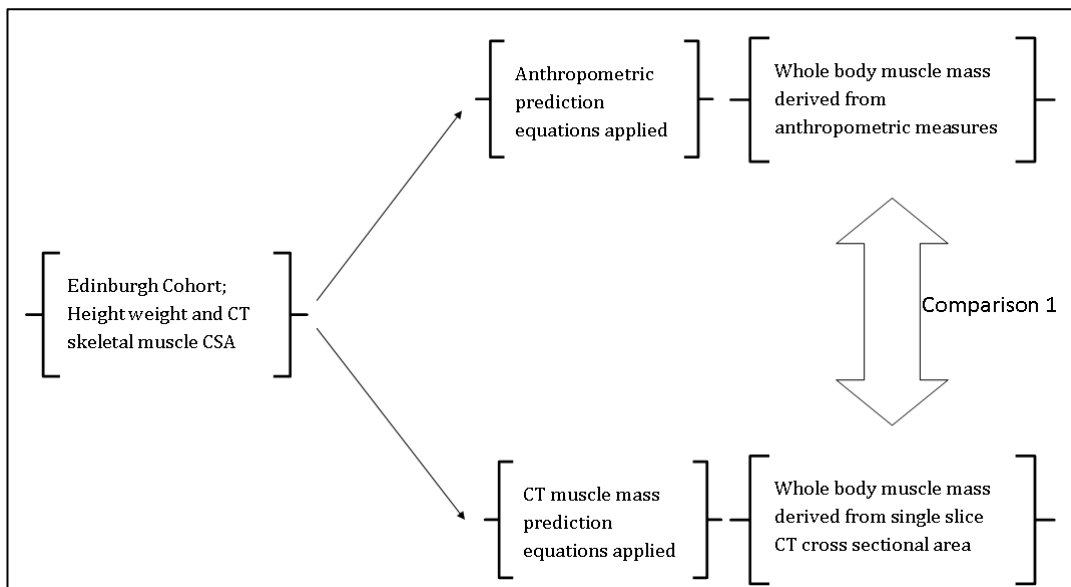 Anthropometric
prediction
equations applied
Whole body muscle mass
derived from
anthropometric measures
Edinburgh Cohort;
Height weight and CT
skeletal muscle CSA
Comparison 1
CT muscle mass
prediction
equations applied
Whole body muscle mass
derived from single slice
CT cross sectional area